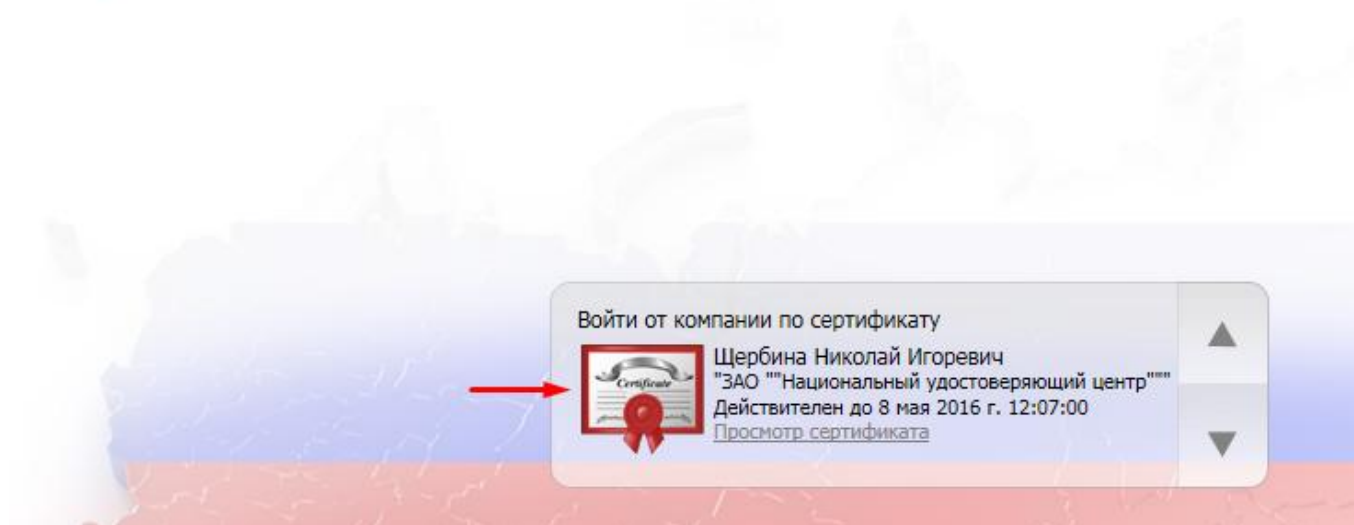 Войти от компании по сертификату
Certificate
Щербина Николай Игоревич
"ЗАО ""Национальный удостоверяющий центр"""
Действителен до 8 мая 2016 г. 12:07:00
Просмотр сертификата